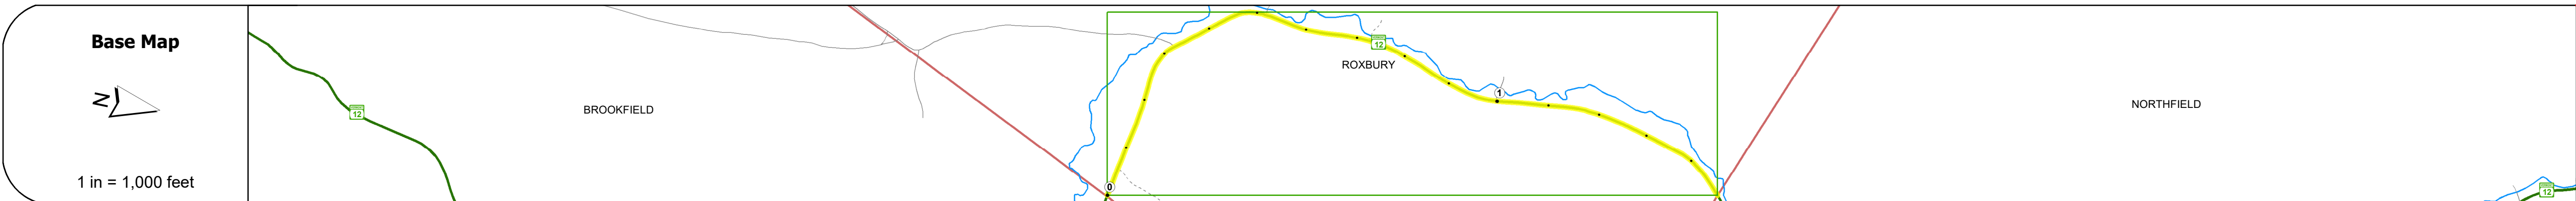 Base Map
N
1 in = 1,000 feet
12
BROOKFIELD
0
ROXBURY
12
1
NORTHFIELD
12